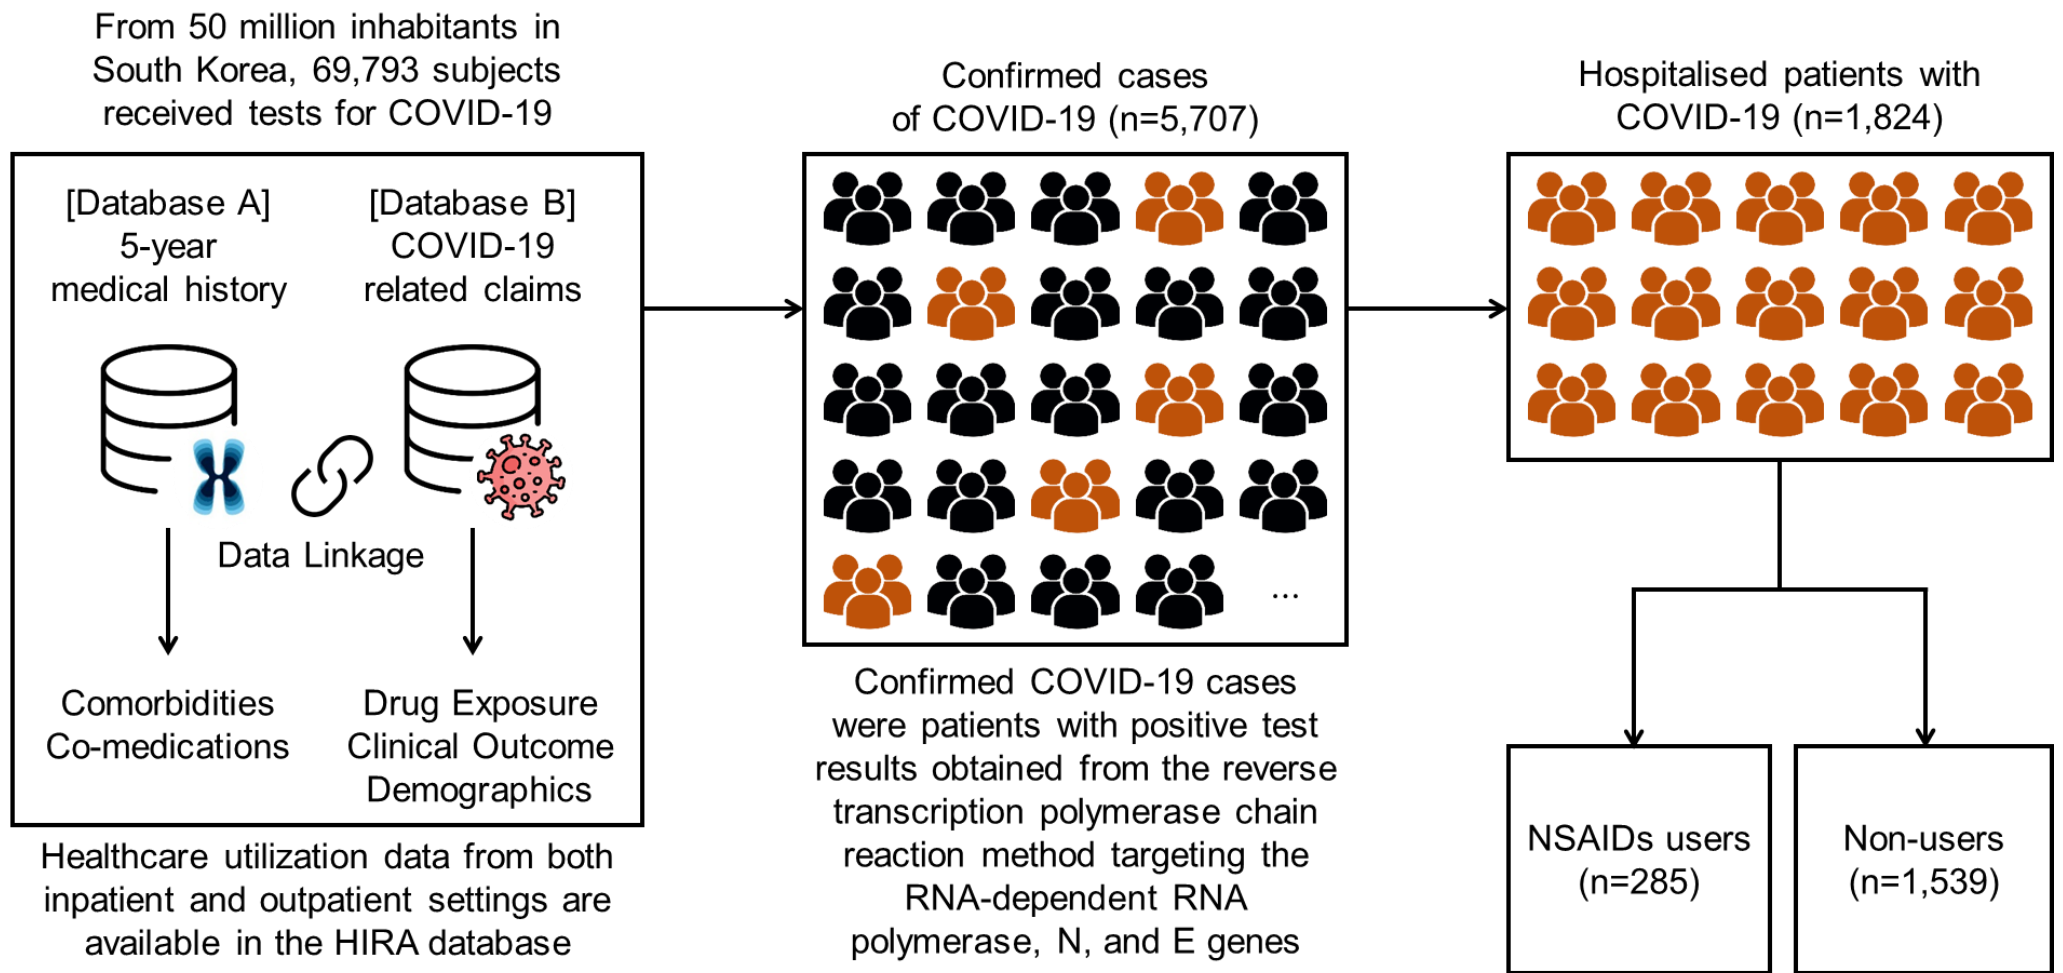 From 50 million inhabitants in
South Korea, 69,793 subjects
received tests for COVID-19
[Database A]
5-year
medical history
[Database B]
COVID-19
related claims
Data Linkage
Comorbidities
Co-medications
Drug Exposure
Clinical Outcome
Demographics
Healthcare utilization data from both
inpatient and outpatient settings are
available in the HIRA database
Confirmed cases
of COVID-19 (n=5,707)
...
Confirmed COVID-19 cases
were patients with positive test
results obtained from the reverse
transcription polymerase chain
reaction method targeting the
RNA-dependent RNA
polymerase, N, and E genes
Hospitalised patients with
COVID-19 (n=1,824)
NSAIDs users
(n=285)
Non-users
(n=1,539)